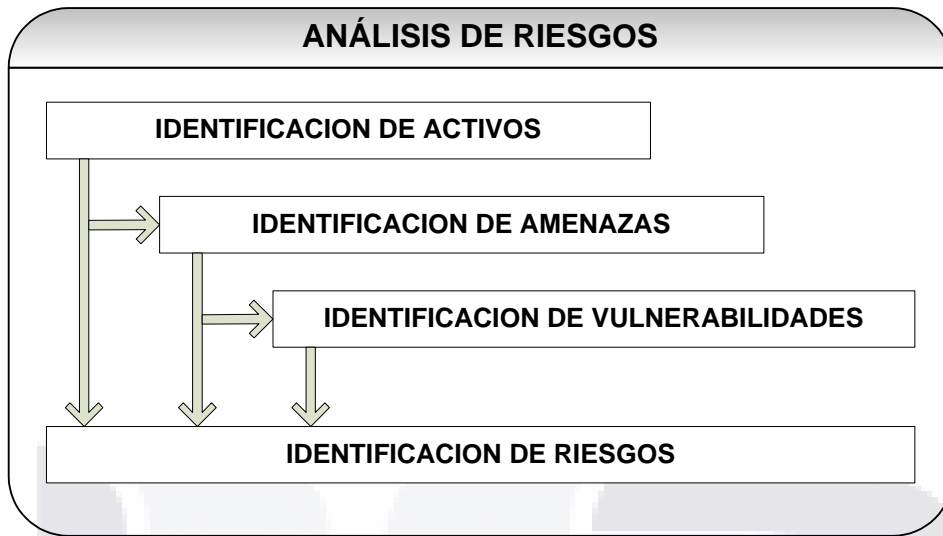 ANÁLISIS DE RIESGOS
IDENTIFICACION DE ACTIVOS
IDENTIFICACION DE AMENAZAS
IDENTIFICACION DE VULNERABILIDADES
IDENTIFICACION DE RIESGOS